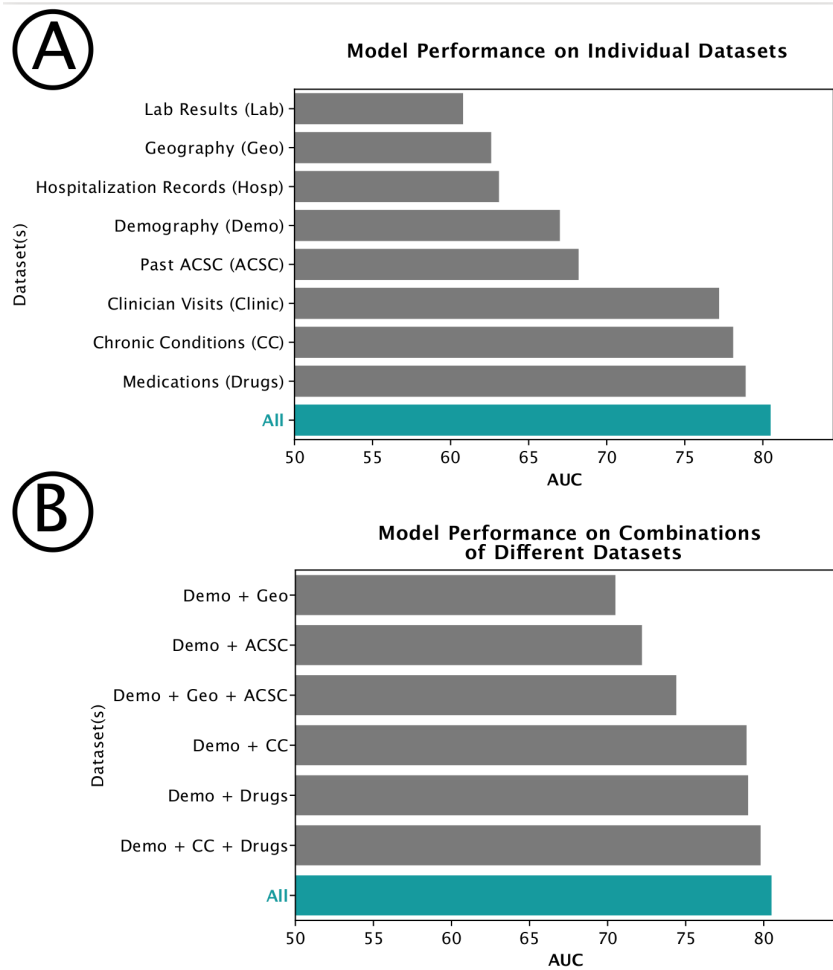 A
Model Performance on Individual Datasets
Dataset(s)
Lab Results (Lab)
Geography (Geo)
Hospitalization Records (Hosp)
Demography (Demo)
Past ACSC (ACSC)
Clinician Visits (Clinic)
Chronic Conditions (CC)
Medications (Drugs)
All
50 55 60 65 70 75 80
AUC
B
Model Performance on Combinations
of Different Datasets
Dataset(s)
Demo + Geo
Demo + ACSC
Demo + Geo + ACSC
Demo + CC
Demo + Drugs
Demo + CC + Drugs
All
50 55 60 65 70 75 80
AUC